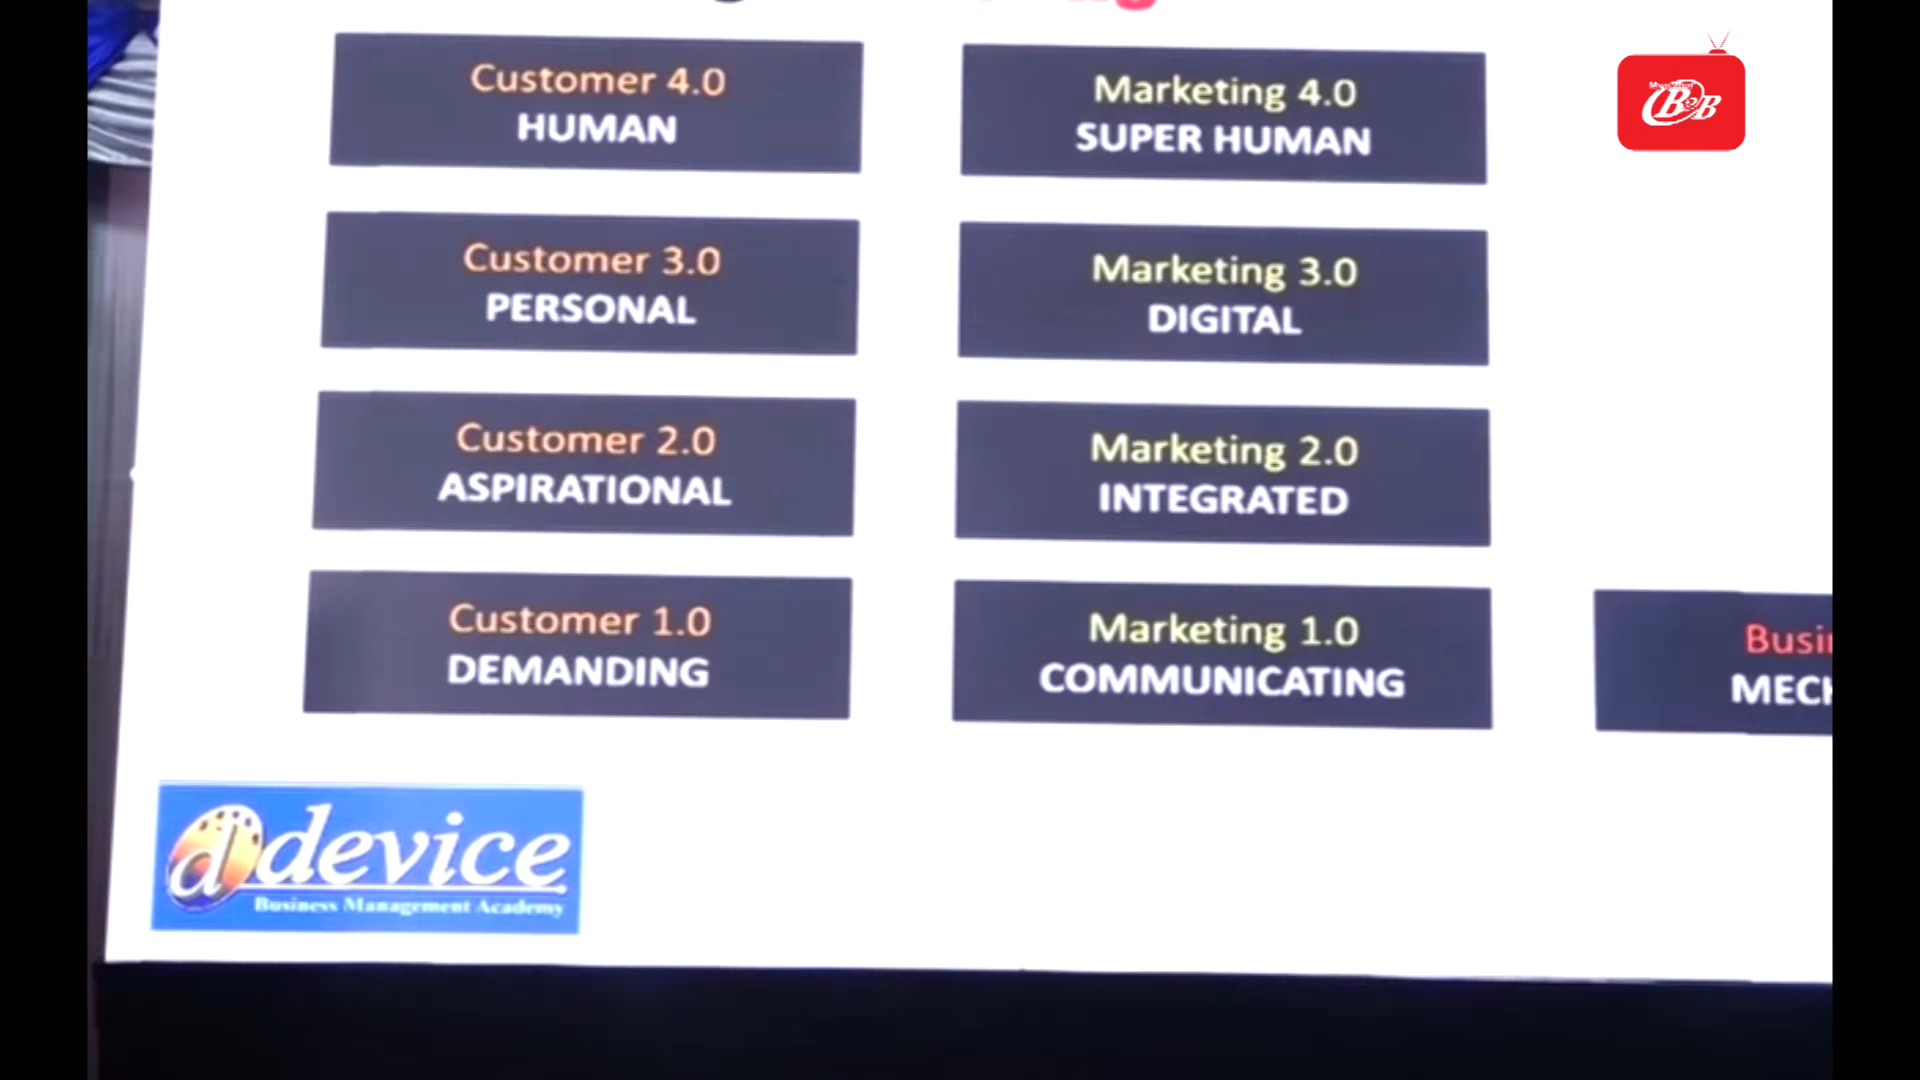 Customer 4.0
HUMAN
Marketing 4.0
SUPER HUMAN
Customer 3.0
PERSONAL
Marketing 3.0
DIGITAL
Customer 2.0
ASPIRATIONAL
Marketing 2.0
INTEGRATED
Customer 1.0
DEMANDING
Marketing 1.0
COMMUNICATING
d device
Business Management Academy
B2B